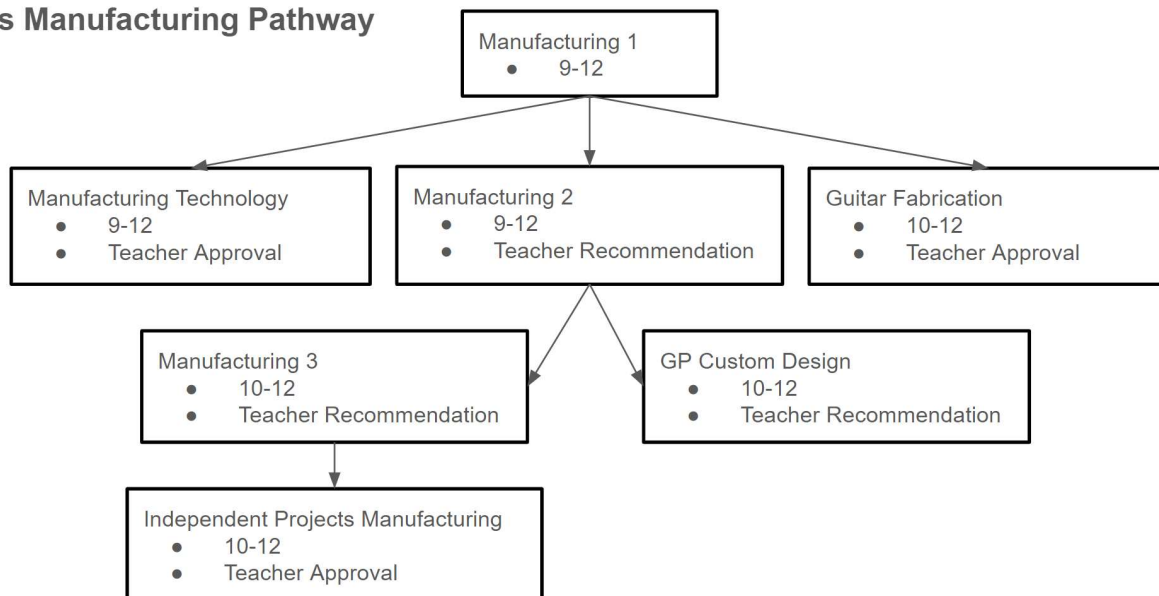 s Manufacturing Pathway
Manufacturing 1
● 9-12
Manufacturing Technology
● 9-12
● Teacher Approval
Manufacturing 2
● 9-12
● Teacher Recommendation
Guitar Fabrication
● 10-12
● Teacher Approval
Manufacturing 3
● 10-12
● Teacher Recommendation
GP Custom Design
● 10-12
● Teacher Recommendation
Independent Projects Manufacturing
● 10-12
● Teacher Approval